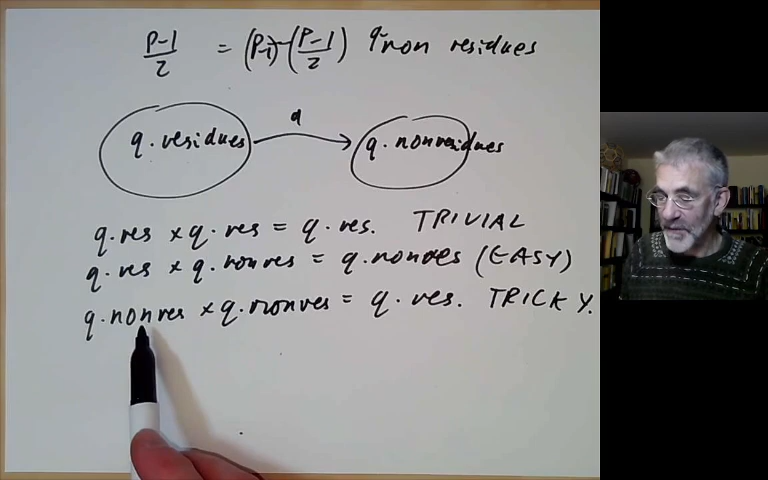 P-1/2 = (P-1) - (P-1/2) q non residues
a
q. residues → q. nonresidues
q. res × q. res = q. res. TRIVIAL
q. res × q. nonres = q. nonres (EASY)
q. nonres × q. nonres = q. res. TRICKY.